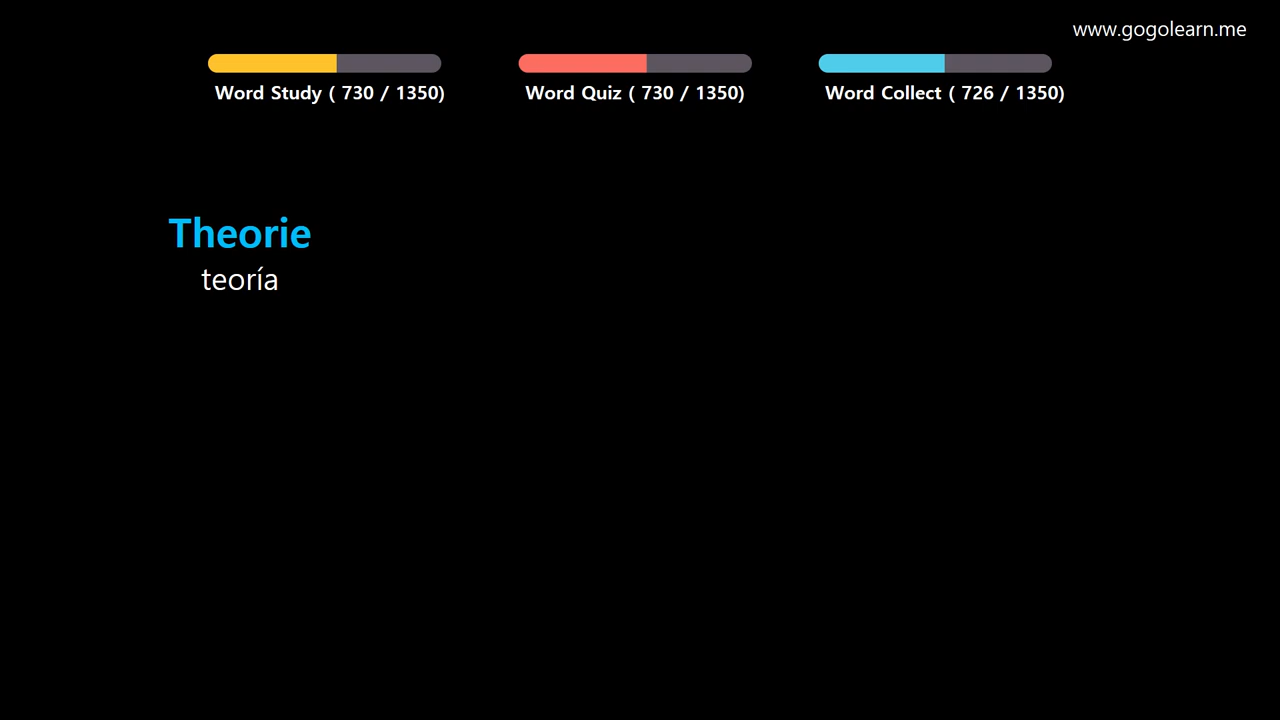 www.gogolearn.me
Word Study ( 730 / 1350)
Word Quiz ( 730 / 1350)
Word Collect ( 726 / 1350)
Theorie
teoría